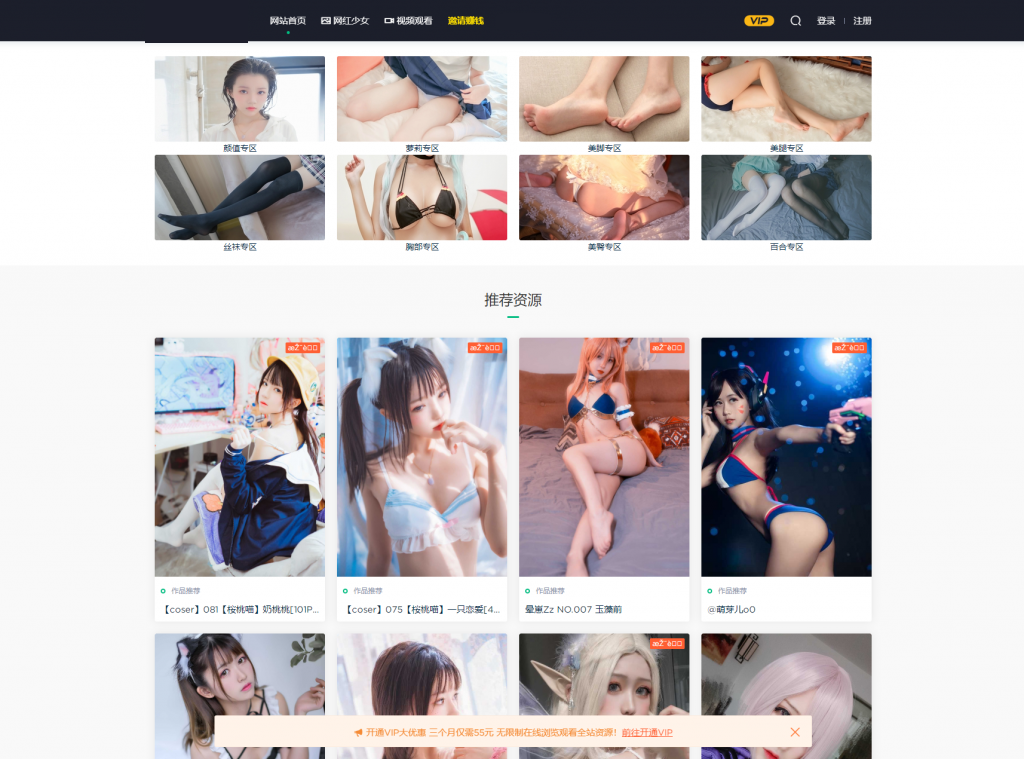 网站首页 网红少女 视频观看 邀请赚钱 VIP 登录 注册
颜值专区 萝莉专区 美脚专区 美腿专区
丝袜专区 胸部专区 美臀专区 百合专区
推荐资源
作品推荐 作品推荐 作品推荐 作品推荐
【coser】081【桜桃喵】奶桃桃[101P... 【coser】075【桜桃喵】一只恋爱[4... 晕崽Zz NO.007 玉藻前 @萌芽儿o0
开通VIP大优惠 三个月仅需55元 无限制在线浏览观看全站资源！ 前往开通VIP